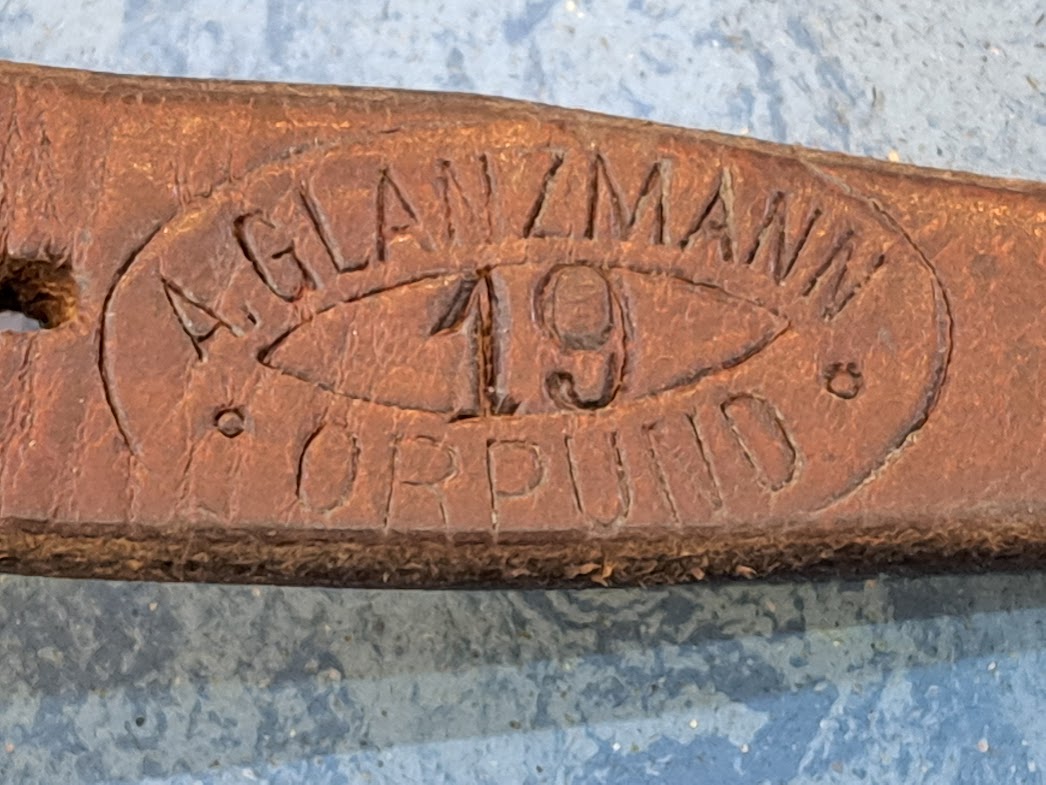 A. GLANZMANN
19
ORPUND